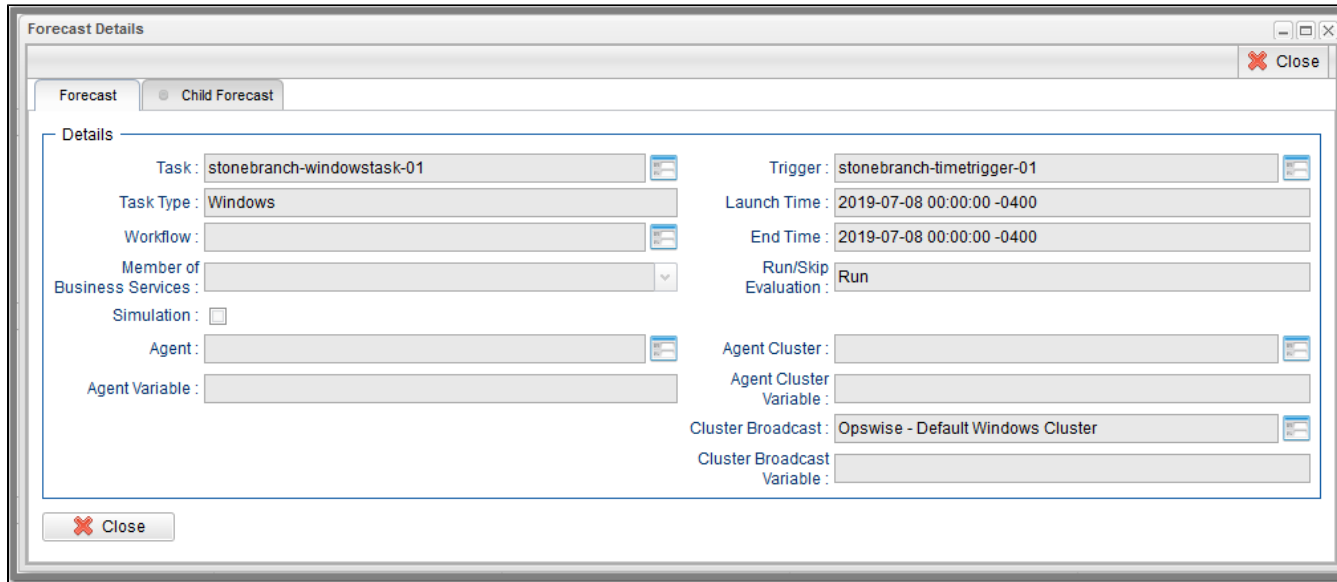 Forecast Details
Close
Forecast
Child Forecast
Details
Task : stonebranch-windowstask-01
Trigger : stonebranch-timetrigger-01
Task Type : Windows
Launch Time : 2019-07-08 00:00:00 -0400
Workflow :
End Time : 2019-07-08 00:00:00 -0400
Member of
Business Services :
Run/Skip
Evaluation : Run
Simulation :
Agent :
Agent Cluster :
Agent Variable :
Agent Cluster
Variable :
Cluster Broadcast : Opswise - Default Windows Cluster
Cluster Broadcast
Variable :
Close